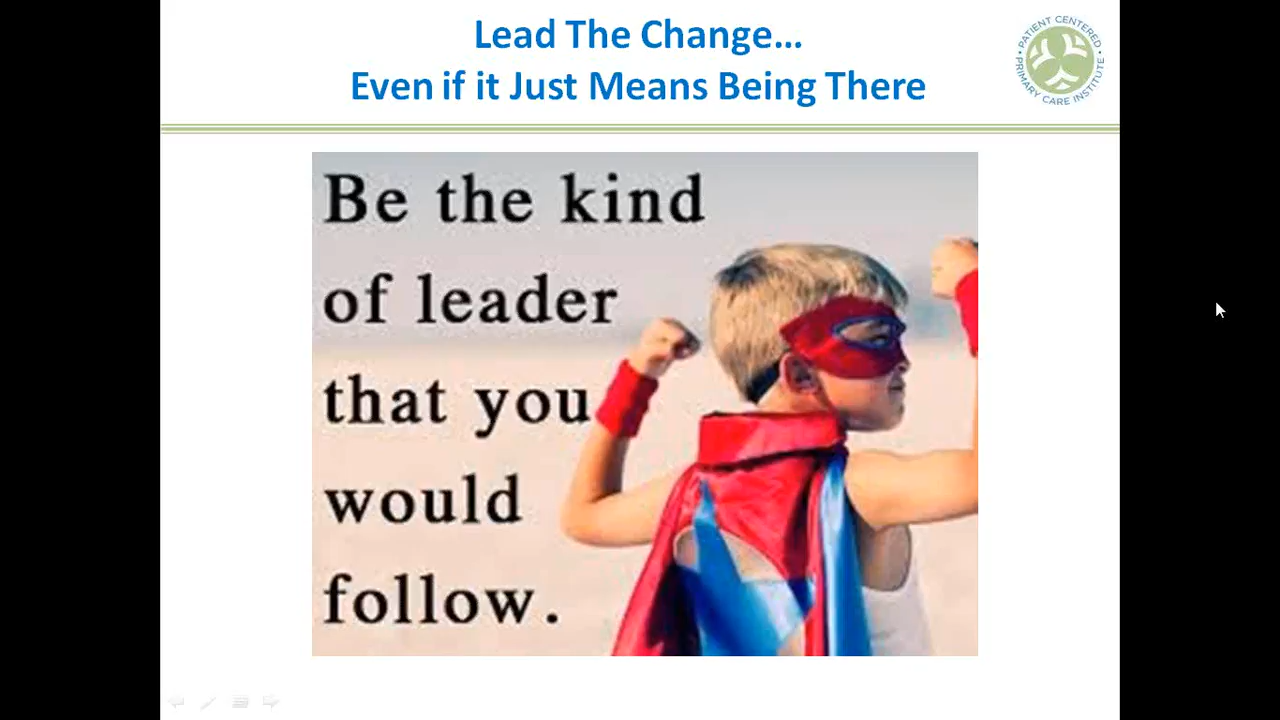 Lead The Change...
Even if it Just Means Being There
PATIENT CENTERED
PRIMARY CARE INSTITUTE
Be the kind
of leader
that you
would
follow.